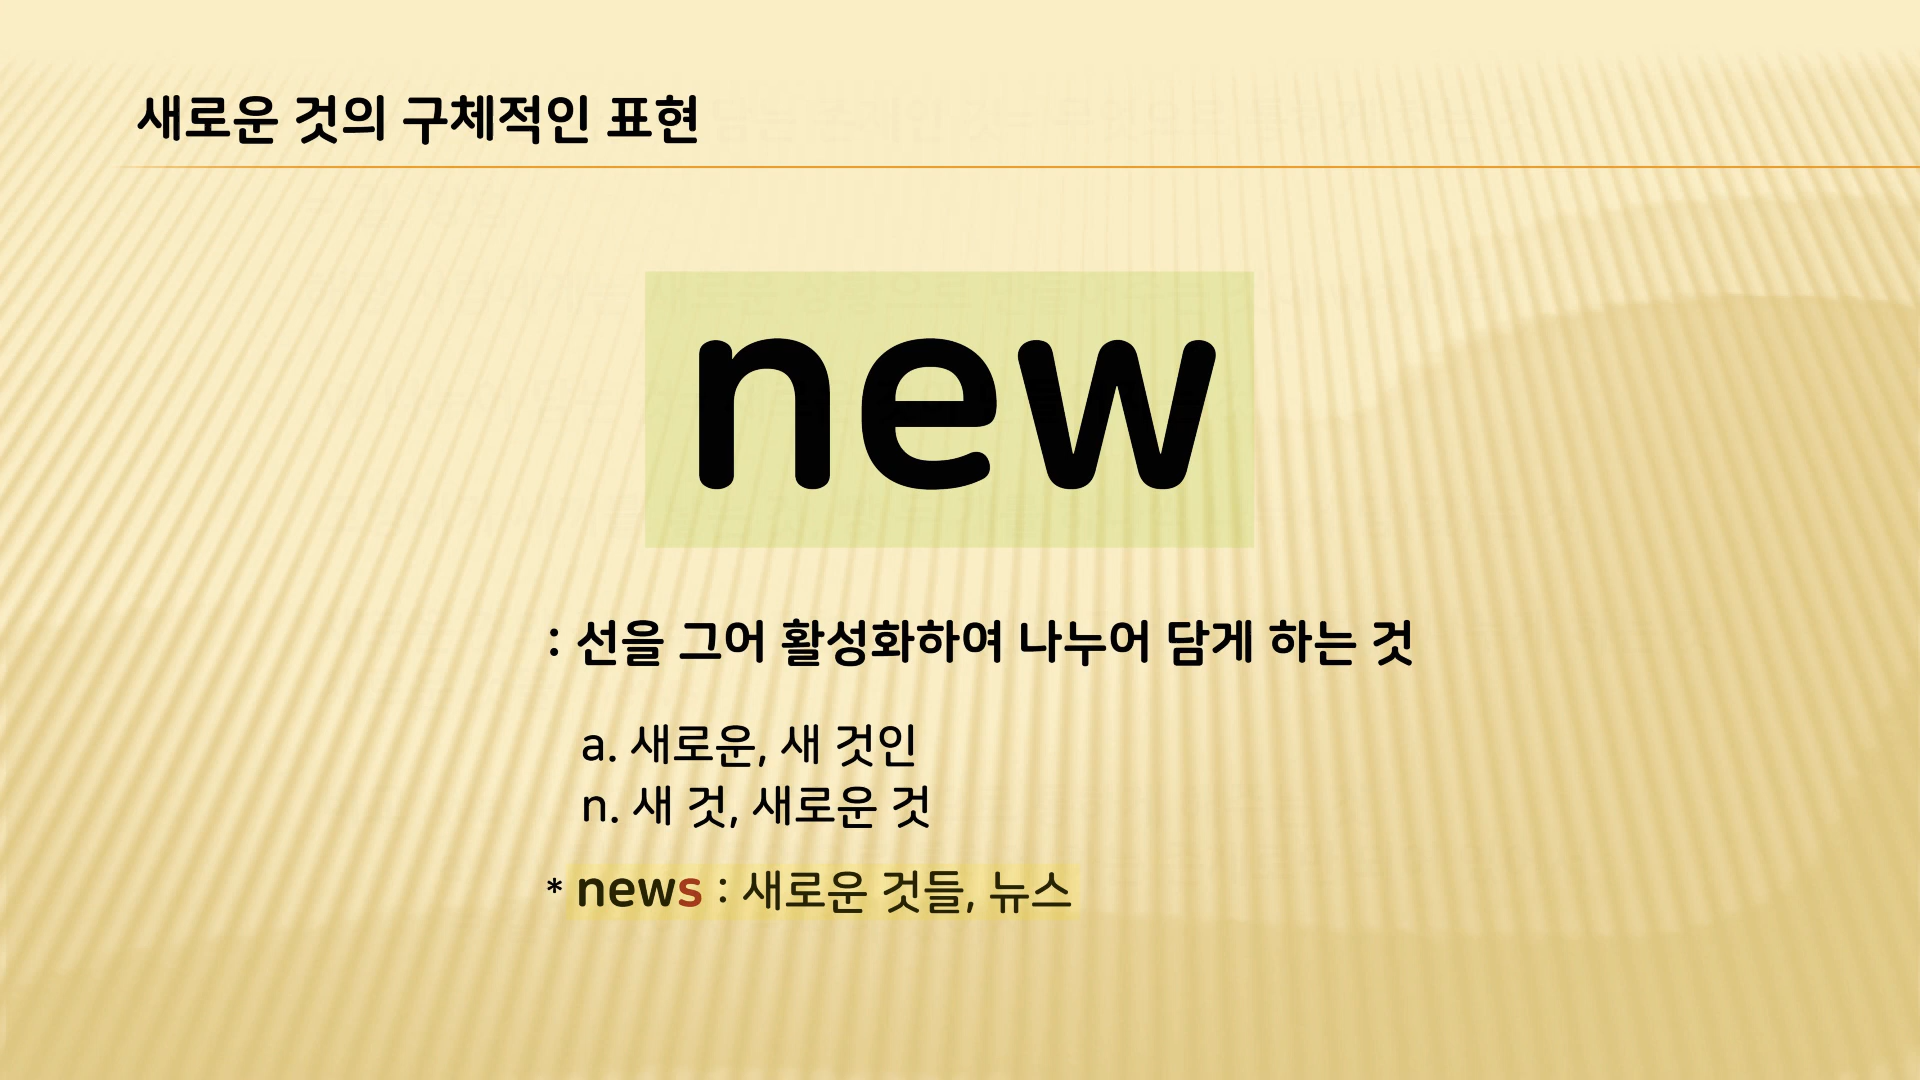 새로운 것의 구체적인 표현
new
: 선을 그어 활성화하여 나누어 담게 하는 것
a. 새로운, 새 것인
n. 새 것, 새로운 것
* news : 새로운 것들, 뉴스